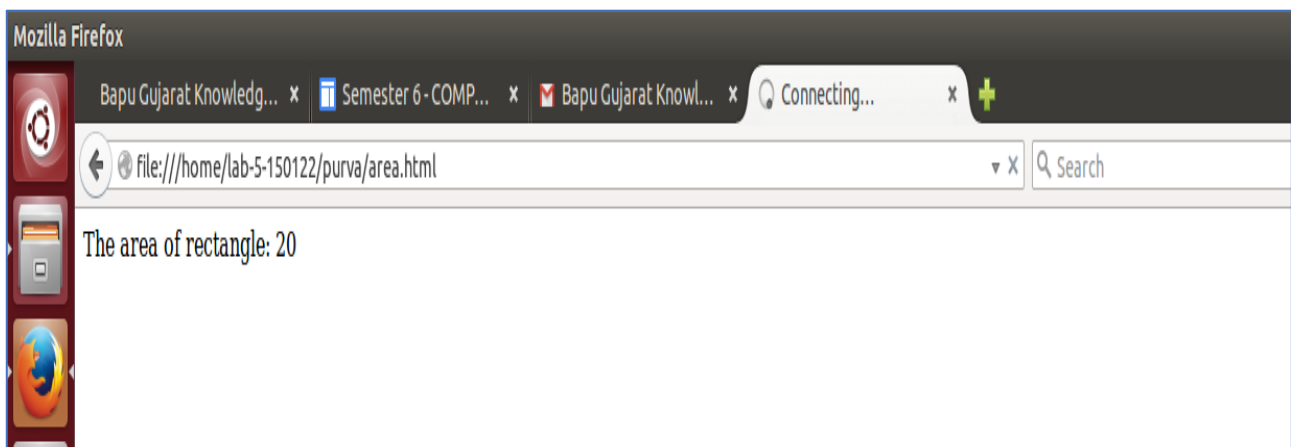 Mozilla Firefox
Bapu Gujarat Knowledg... × Semester 6 - COMP... × Bapu Gujarat Knowl... × Connecting... ×
file:///home/lab-5-150122/purva/area.html Search
The area of rectangle: 20